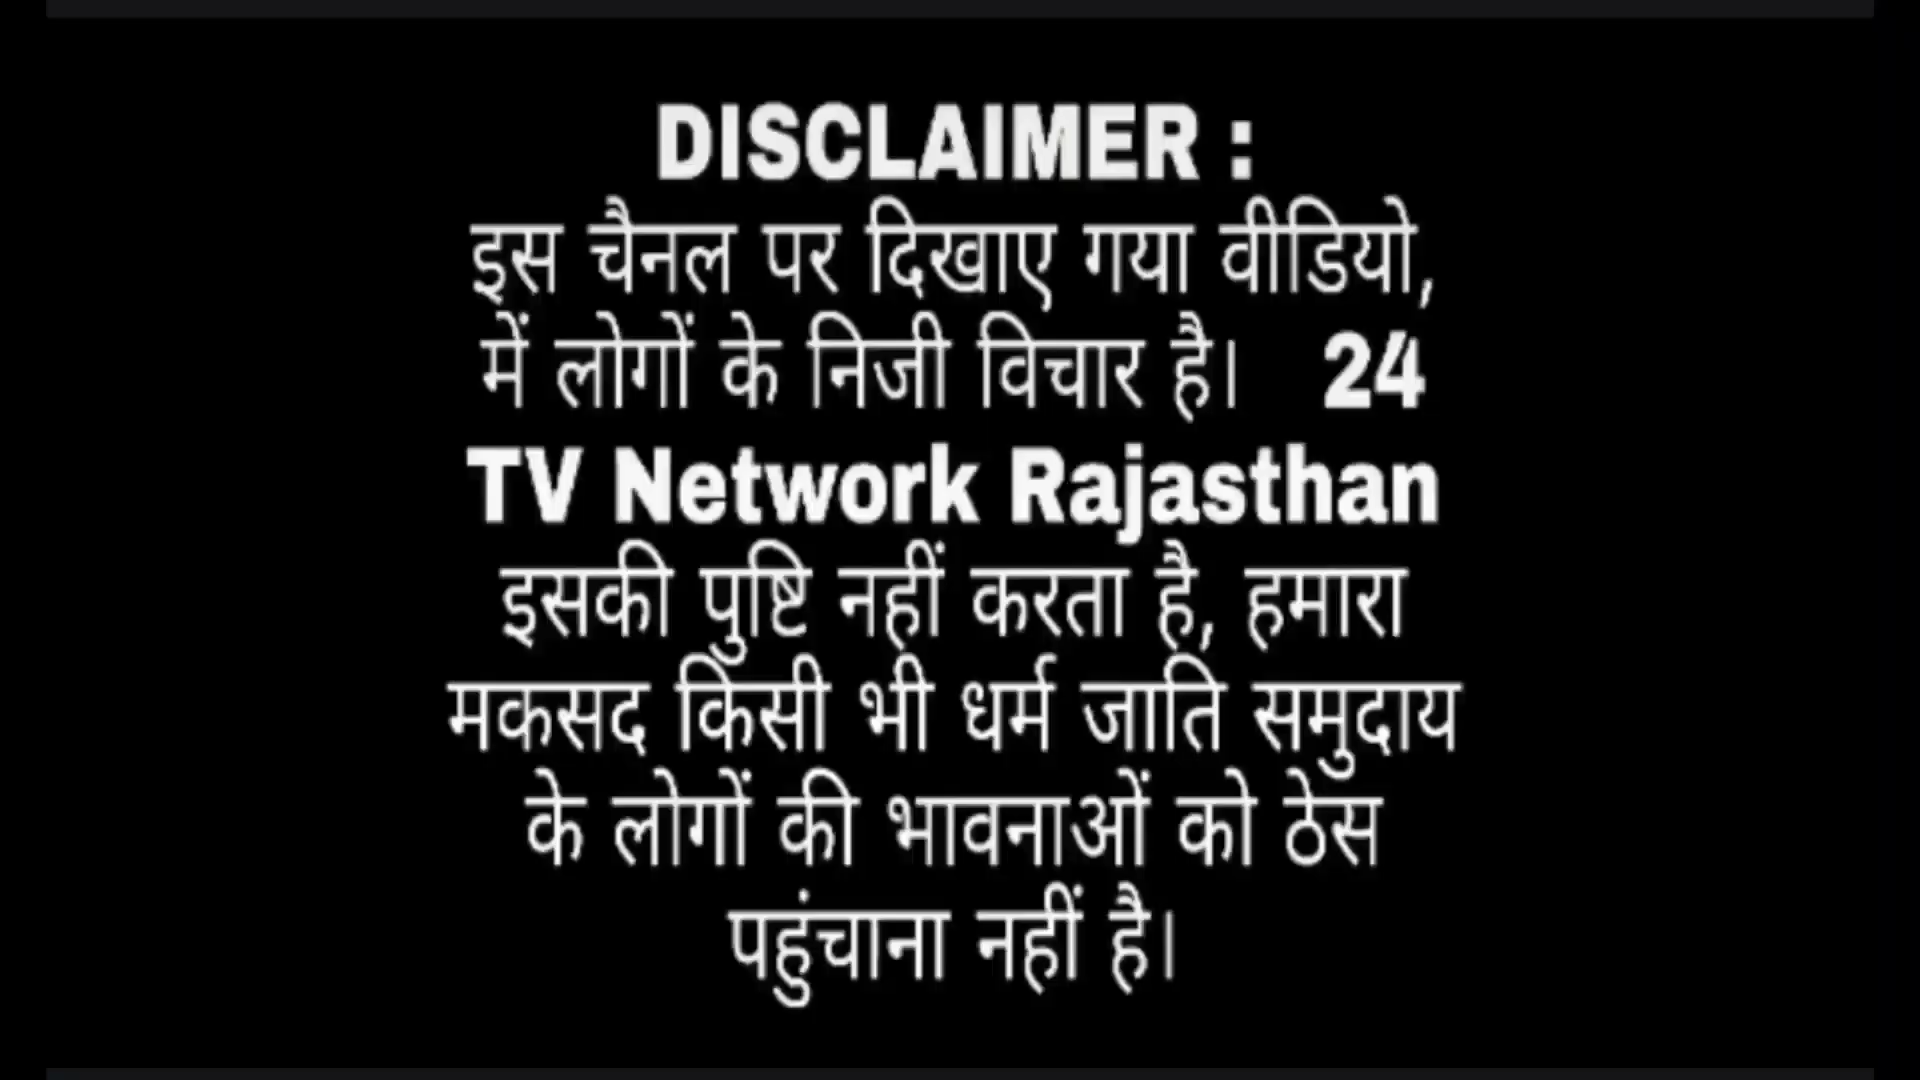 DISCLAIMER :
इस चैनल पर दिखाए गया वीडियो,
में लोगों के निजी विचार है। 24
TV Network Rajasthan
इसकी पुष्टि नहीं करता है, हमारा
मकसद किसी भी धर्म जाति समुदाय
के लोगों की भावनाओं को ठेस
पहुंचाना नहीं है।